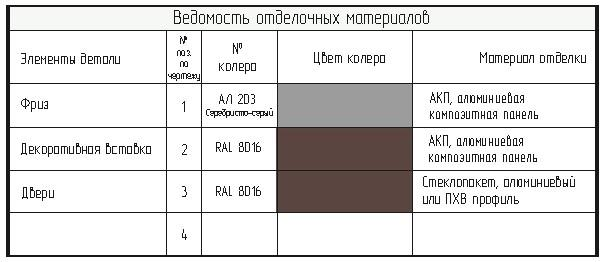 Ведомость отделочных материалов
Элементы детали
№
поз.
по
чертежу
№
колера
Цвет колера
Материал отделки
Фриз
1
АЛ 203
Серебристо-серый
АКП, алюминиевая
композитная панель
Декоративная вставка
2
RAL 8016
АКП, алюминиевая
композитная панель
Двери
3
RAL 8016
Стеклопакет, алюминиевый
или ПХВ профиль
4